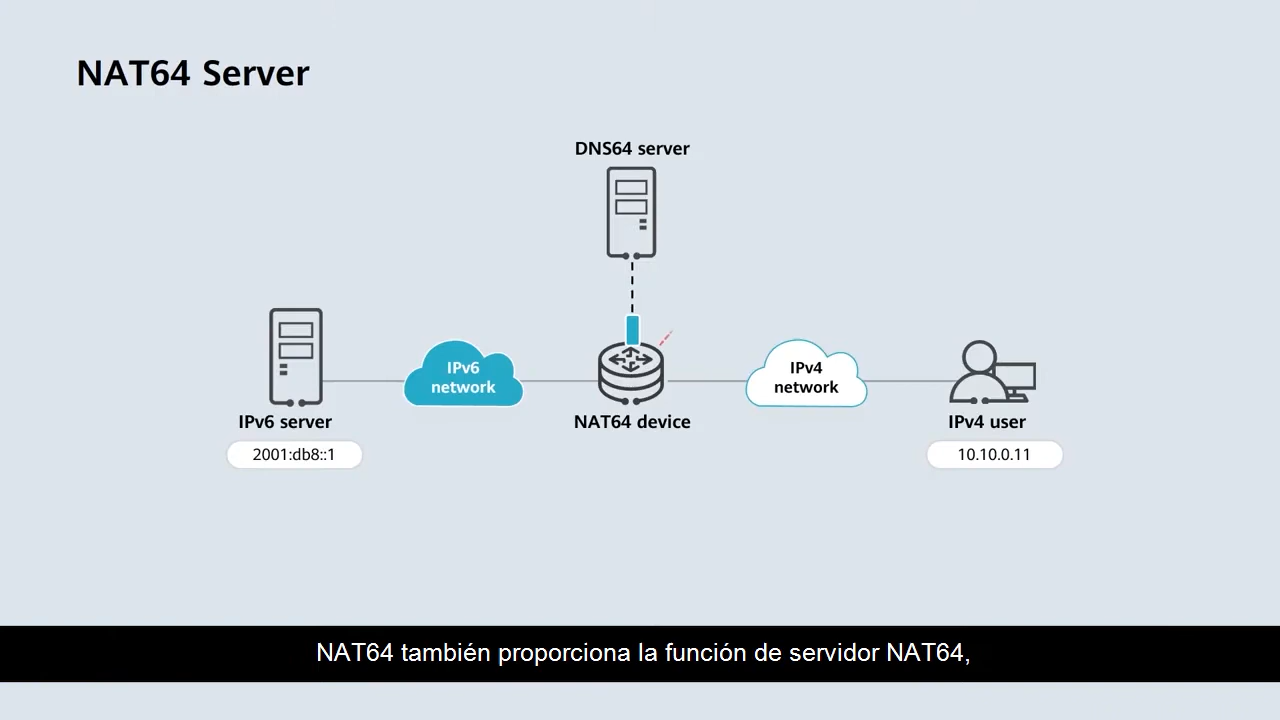 NAT64 Server
DNS64 server
IPv6
network
IPv4
network
IPv6 server
NAT64 device
IPv4 user
2001:db8::1
10.10.0.11
NAT64 también proporciona la función de servidor NAT64,